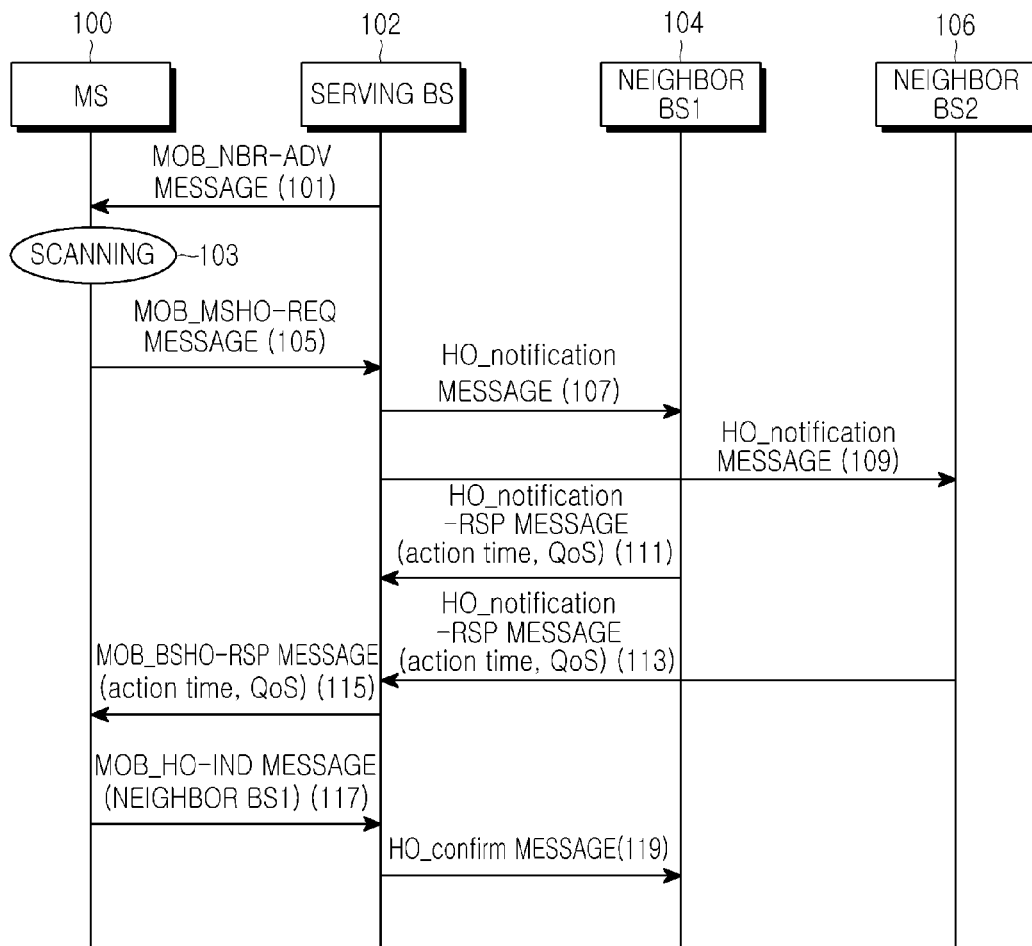 100
102
104
106
MS
SERVING BS
NEIGHBOR
BS1
NEIGHBOR
BS2
MOB_NBR-ADV
MESSAGE (101)
SCANNING
103
MOB_MSHO-REQ
MESSAGE (105)
HO_notification
MESSAGE (107)
HO_notification
MESSAGE (109)
HO_notification
-RSP MESSAGE
(action time, QoS) (111)
HO_notification
-RSP MESSAGE
(action time, QoS) (113)
MOB_BSHO-RSP MESSAGE
(action time, QoS) (115)
MOB_HO-IND MESSAGE
(NEIGHBOR BS1) (117)
HO_confirm MESSAGE(119)